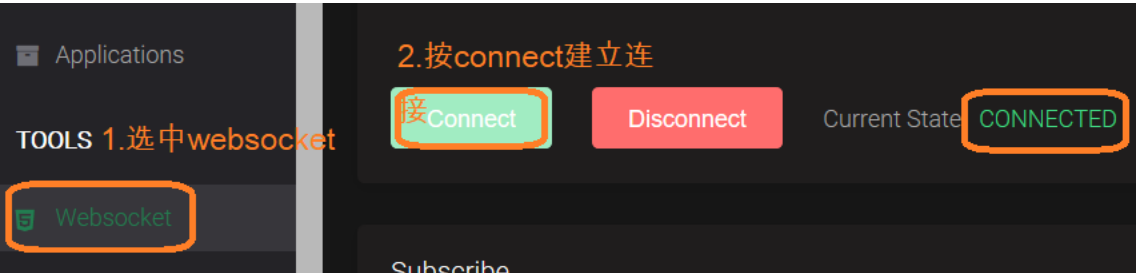 Applications
TOOLS 1.选中websocket
Websocket
2.按connect建立连
接
Connect
Disconnect
Current State CONNECTED
Subscribe